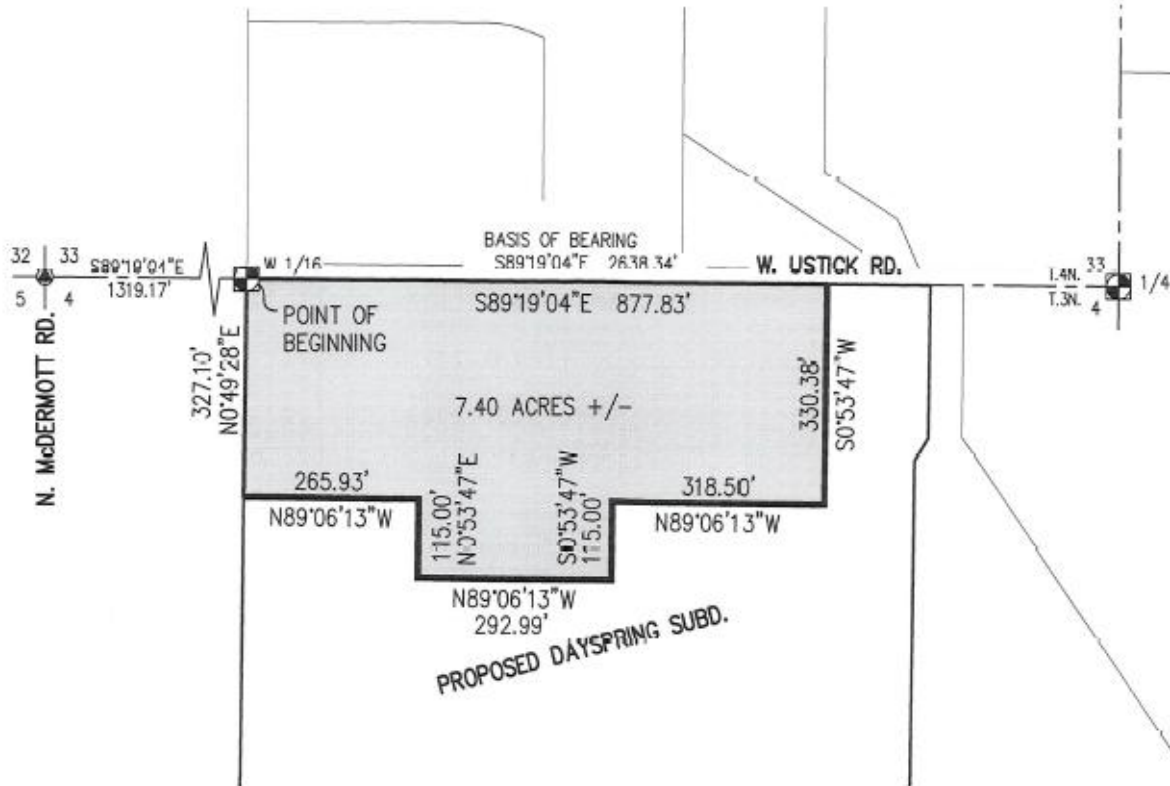 BASIS OF BEARING
S89°19'04"E 2638.34'
W. USTICK RD.
32 33
5 4
S89°19'04"E
1319.17'
W 1/16
T.4N. 33
T.3N. 4
1/4
N. McDERMOTT RD.
POINT OF
BEGINNING
S89°19'04"E 877.83'
327.10'
N0°49'28"E
7.40 ACRES +/-
330.38'
S0°53'47"W
265.93'
N89°06'13"W
115.00'
N0°53'47"E
S0°53'47"W
115.00'
318.50'
N89°06'13"W
N89°06'13"W
292.99'
PROPOSED DAYSPRING SUBD.